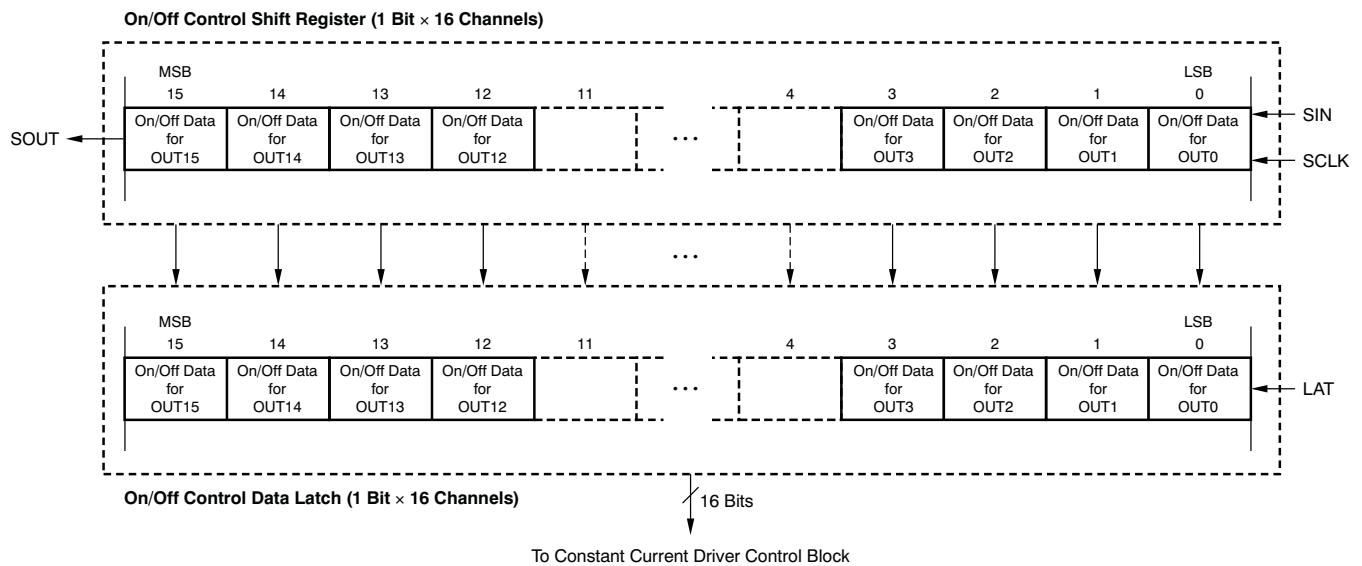 On/Off Control Shift Register (1 Bit × 16 Channels)
MSB LSB
15 14 13 12 11 4 3 2 1 0
On/Off Data On/Off Data On/Off Data On/Off Data ... On/Off Data On/Off Data On/Off Data On/Off Data SIN
for for for for for for for for
SOUT OUT15 OUT14 OUT13 OUT12 OUT3 OUT2 OUT1 OUT0 SCLK
...
MSB LSB
15 14 13 12 11 4 3 2 1 0
On/Off Data On/Off Data On/Off Data On/Off Data ... On/Off Data On/Off Data On/Off Data On/Off Data
for for for for for for for for LAT
OUT15 OUT14 OUT13 OUT12 OUT3 OUT2 OUT1 OUT0
On/Off Control Data Latch (1 Bit × 16 Channels)
16 Bits
To Constant Current Driver Control Block